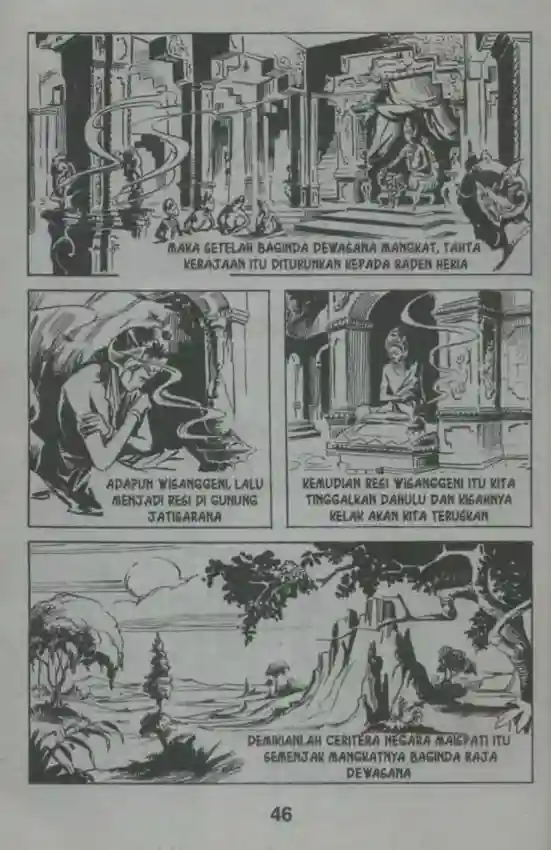 MAKA SETELAH BAGINDA DEWASANA MANGKAT, TAHTA
KERAJAAN ITU DITURUNKAN KEPADA RADEN HERIA
ADAPUN WISANGGENI, LALU
MENJADI RESI DI GUNUNG
JATISARANA
KEMUDIAN RESI WISANGGENI ITU KITA
TINGGALKAN DAHULU DAN KISAHNYA
KELAK AKAN KITA TERUSKAN
DEMIKIANLAH CERITERA NEGARA MAISPATI ITU
SEMENJAK MANGKATNYA BAGINDA RAJA
DEWASANA
46